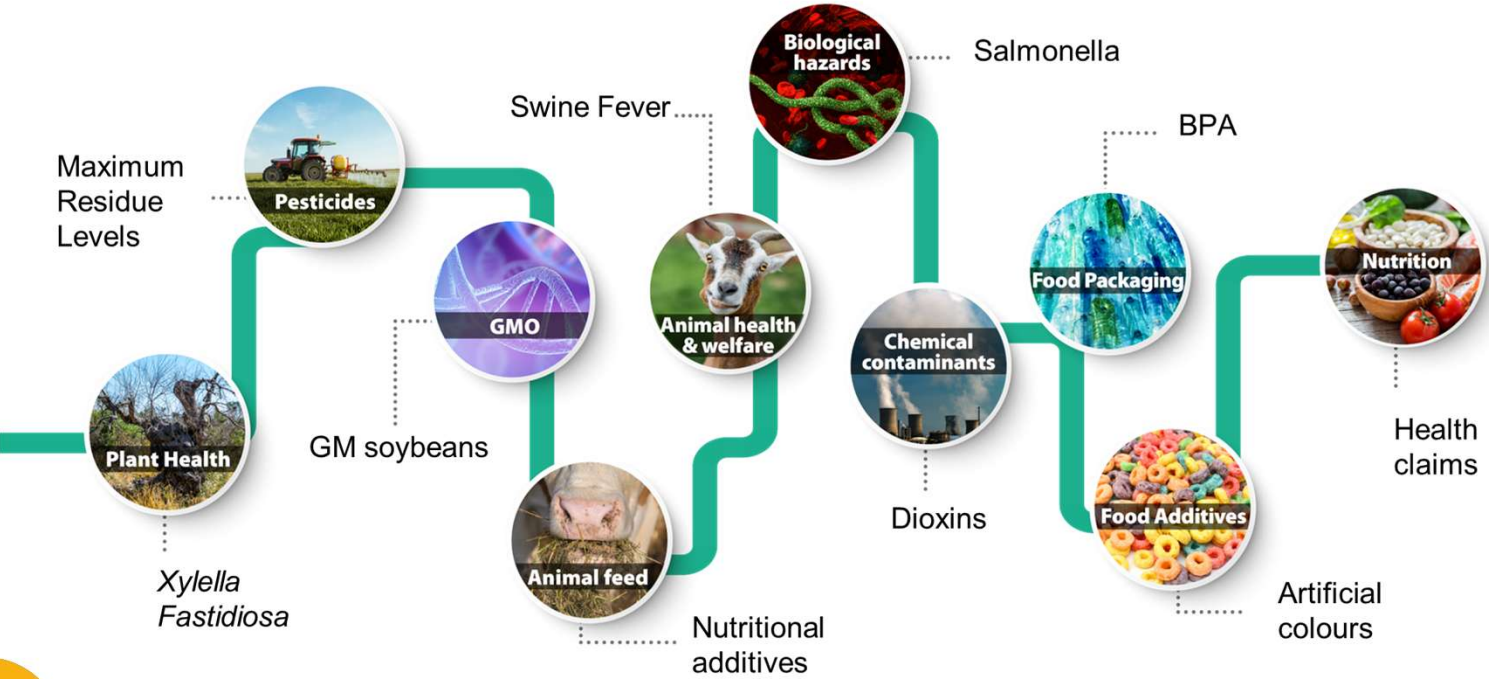 Biological
hazards
Salmonella
Swine Fever
BPA
Maximum
Residue
Levels
Pesticides
GMO
Animal health
& welfare
Food Packaging
Nutrition
Chemical
contaminants
GM soybeans
Plant Health
Health
claims
Dioxins
Food Additives
Animal feed
Xylella
Fastidiosa
Nutritional
additives
Artificial
colours